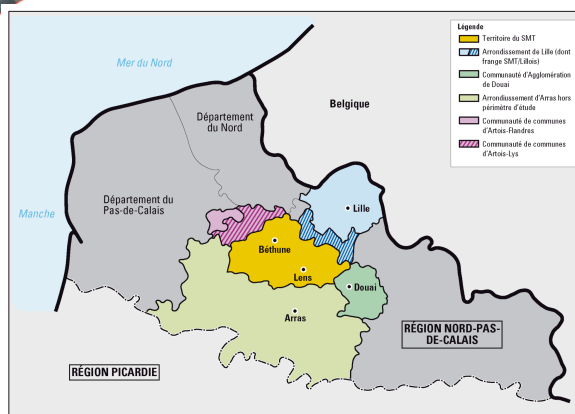 Légende
Territoire du SMT
Arrondissement de Lille (dont
frange SMT/Lillois)
Communauté d'Agglomération
de Douai
Arrondiussement d'Arras hors
périmètre d'étude
Communauté de communes
d'Artois-Flandres
Communauté de communes
d'Artois-Lys
Mer du Nord
Belgique
Département
du Nord
Département du
Pas-de-Calais
Manche
Lille
Béthune
Lens
Douai
Arras
RÉGION NORD-PAS-
DE-CALAIS
RÉGION PICARDIE